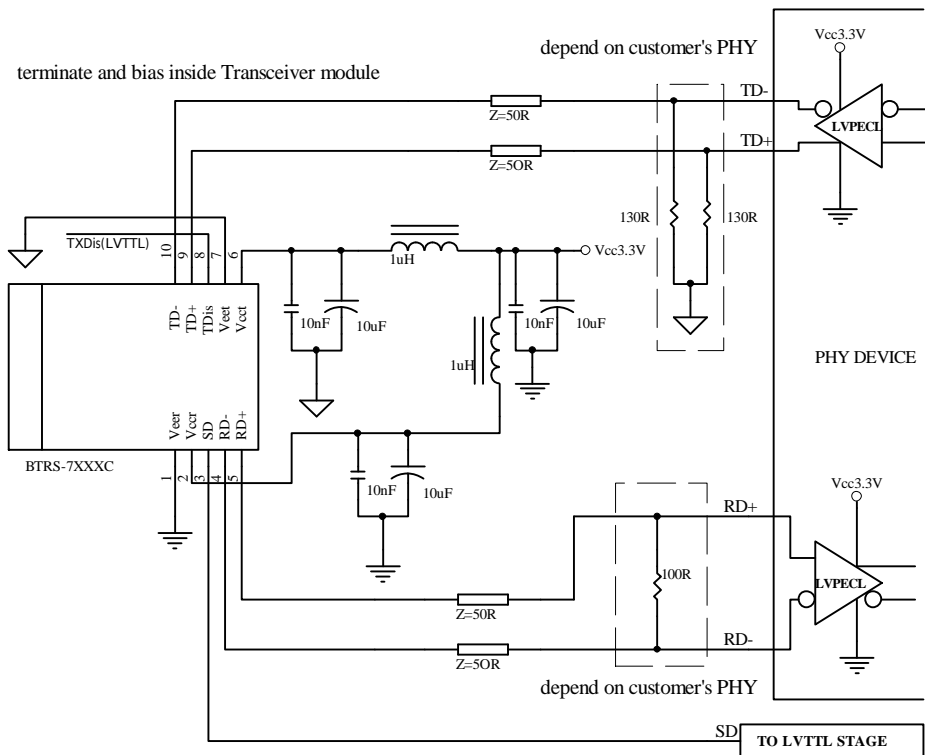 Vcc3.3V
depend on customer's PHY
terminate and bias inside Transceiver module
TD-
Z=50R
LVPECL
TD+
Z=5OR
130R
130R
TXDis(LVTTL)
10
9
8
7
6
1uH
Vcc3.3V
TD-
TD+
TDis
Veet
Vcct
10nF
10uF
10nF
10uF
1uH
PHY DEVICE
Veer
Vccr
SD
RD-
RD+
BTRS-7XXXC
1
2
3
4
5
10nF
10uF
Vcc3.3V
RD+
100R
LVPECL
Z=50R
RD-
Z=5OR
depend on customer's PHY
SD
TO LVTTL STAGE